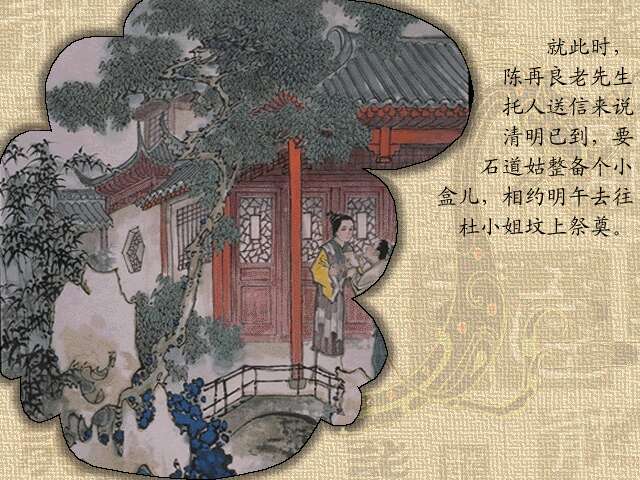 就此时，
陈再良老先生
托人送信来说
清明已到，要
石道姑整备个小
盒儿，相约明午去往
杜小姐坟上祭奠。